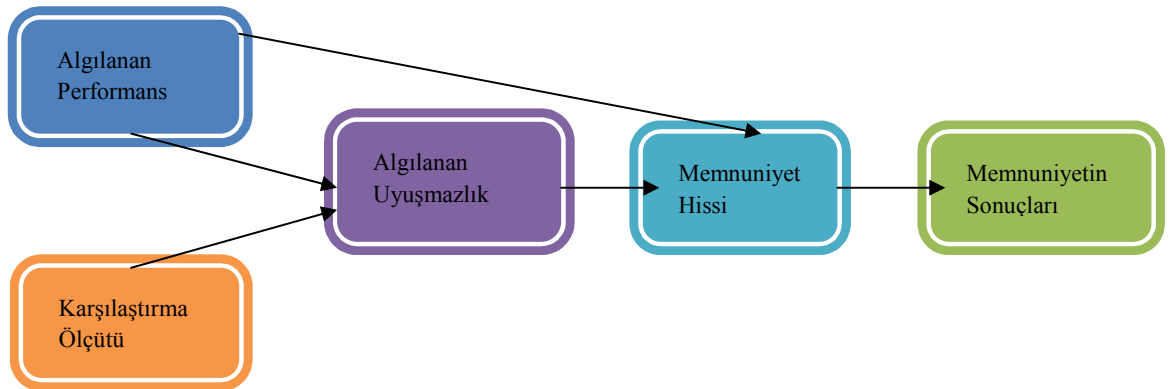 Algılanan
Performans
Algılanan
Uyuşmazlık
Memnuniyet
Hissi
Memnuniyetin
Sonuçları
Karşılaştırma
Ölçütü